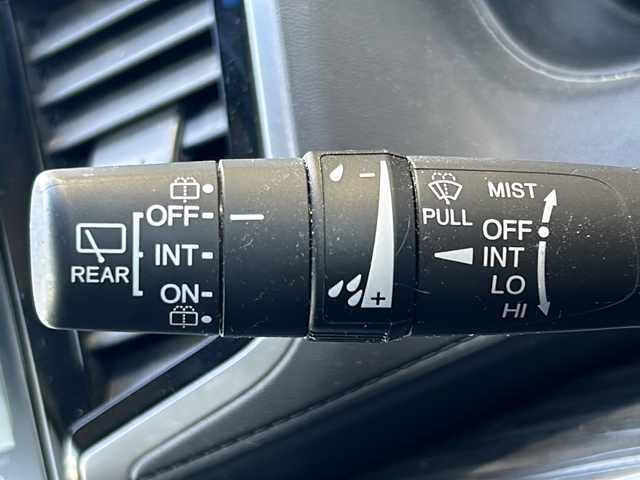 REAR
OFF
INT
ON
-
+
PULL
MIST
OFF
INT
LO
HI